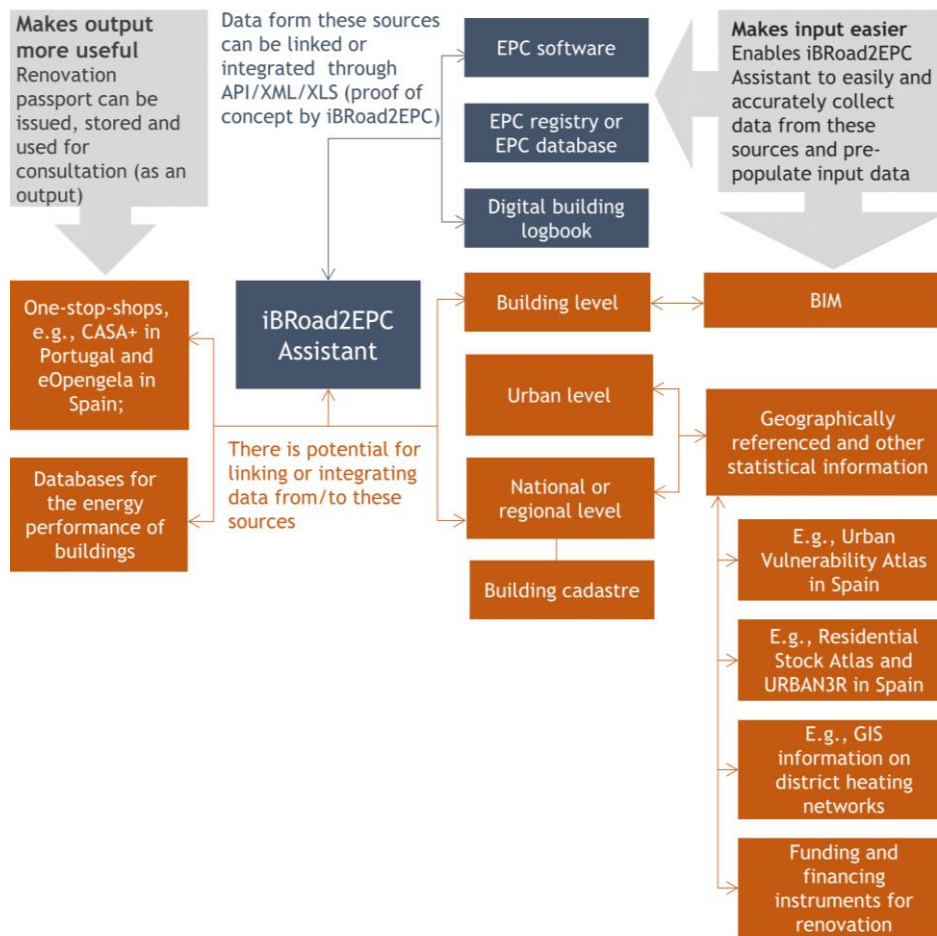 Makes output
more useful
Renovation
passport can be
issued, stored and
used for
consultation (as an
output)
Data form these sources
can be linked or
integrated through
API/XML/XLS (proof of
concept by iBRoad2EPC)
EPC software
EPC registry or
EPC database
Digital building
logbook
Makes input easier
Enables iBRoad2EPC
Assistant to easily and
accurately collect
data from these
sources and pre-
populate input data
One-stop-shops,
e.g., CASA+ in
Portugal and
eOpengela in
Spain;
iBRoad2EPC
Assistant
Building level
BIM
Urban level
Geographically
referenced and other
statistical information
Databases for
the energy
performance of
buildings
There is potential for
linking or integrating
data from/to these
sources
National or
regional level
Building cadastre
E.g., Urban
Vulnerability Atlas
in Spain
E.g., Residential
Stock Atlas and
URBAN3R in Spain
E.g., GIS
information on
district heating
networks
Funding and
financing
instruments for
renovation